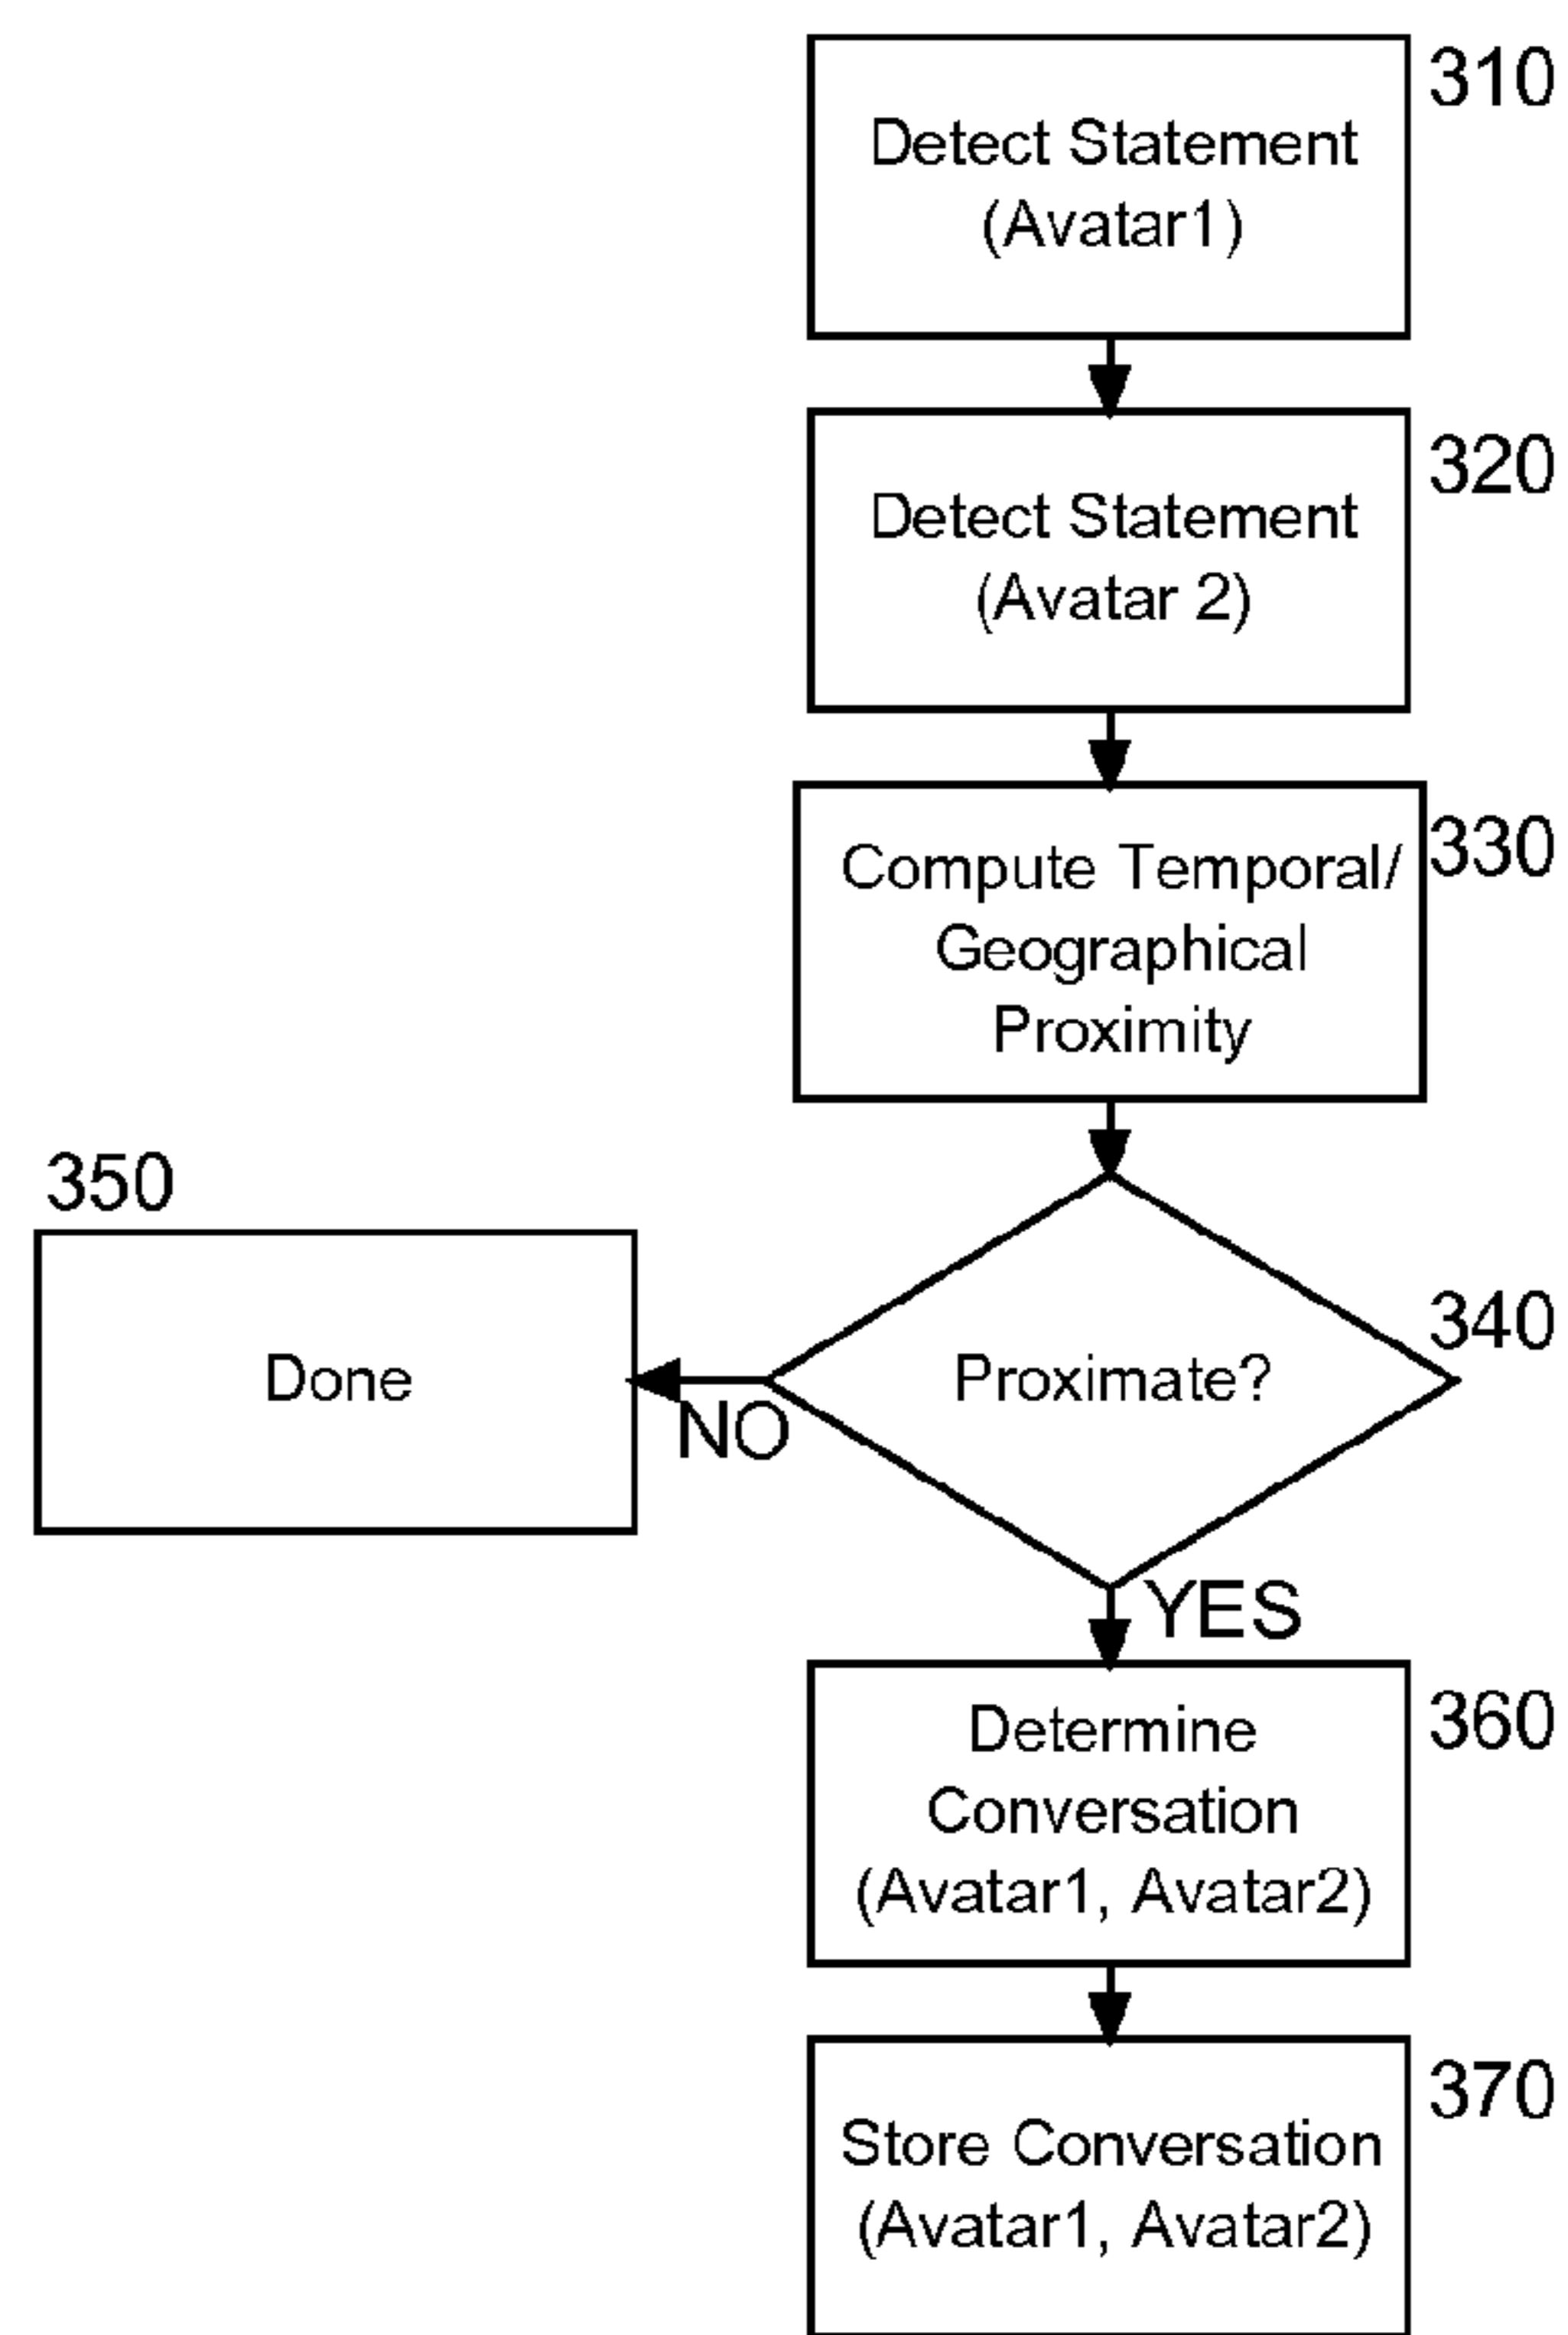 310
Detect Statement
(Avatar1)
320
Detect Statement
(Avatar 2)
330
Compute Temporal/
Geographical
Proximity
340
Proximate?
NO
350
Done
YES
360
Determine
Conversation
(Avatar1, Avatar2)
370
Store Conversation
(Avatar1, Avatar2)